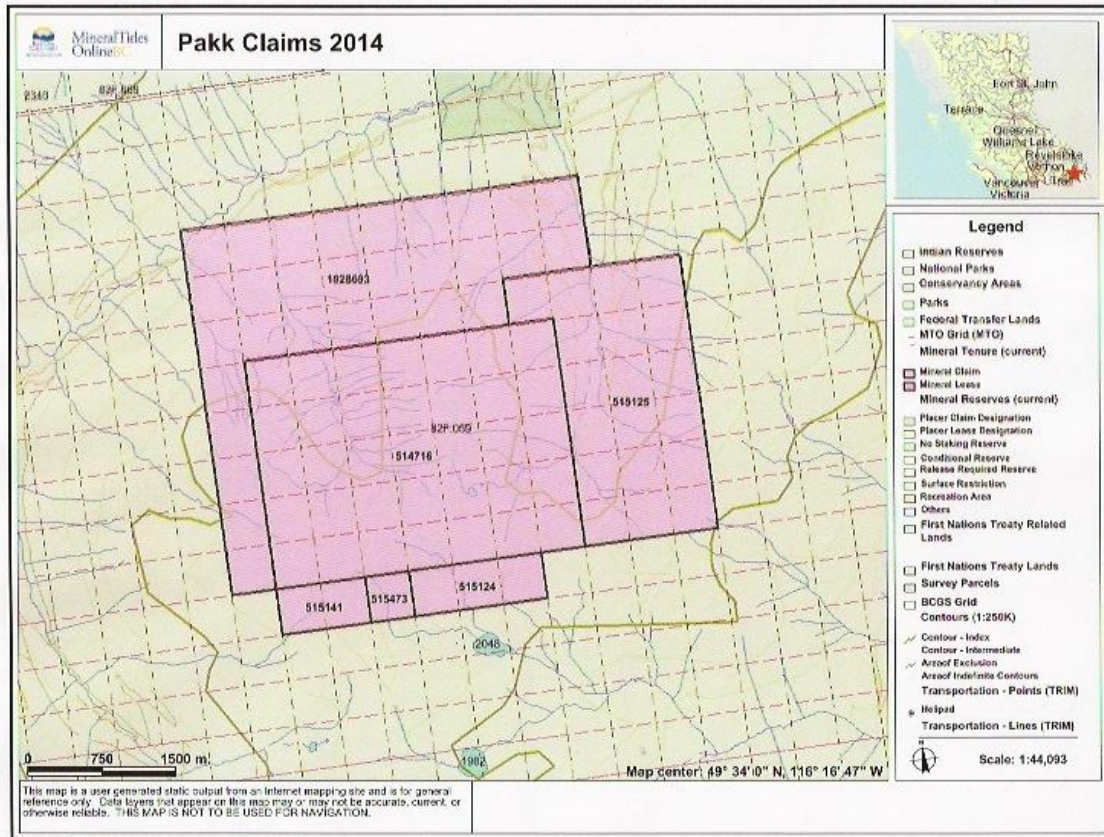 MineralTitles
OnlineBC
Pakk Claims 2014
Fort St. John
Terrace
Quesnel
Williams Lake
Revelstoke
Vernon
Trail
Vancouver
Victoria
2343
82F.069
1028693
515125
82F.069
514716
515141
515473
515124
2048
1982
0 750 1500 m.
Map center: 49° 34' 0" N, 116° 16' 47" W
Legend
Indian Reserves
National Parks
Conservancy Areas
Parks
Federal Transfer Lands
MTO Grid (MTO)
Mineral Tenure (current)
Mineral Claim
Mineral Lease
Mineral Reserves (current)
Placer Claim Designation
Placer Lease Designation
No Staking Reserve
Conditional Reserve
Release Required Reserve
Surface Restriction
Recreation Area
Others
First Nations Treaty Related
Lands
First Nations Treaty Lands
Survey Parcels
BCGS Grid
Contours (1:250K)
Contour - Index
Contour - Intermediate
Area of Exclusion
Area of Indefinite Contours
Transportation - Points (TRIM)
Helipad
Transportation - Lines (TRIM)
N
Scale: 1:44,093
This map is a user generated static output from an Internet mapping site and is for general
reference only. Data layers that appear on this map may or may not be accurate, current, or
otherwise reliable. THIS MAP IS NOT TO BE USED FOR NAVIGATION.